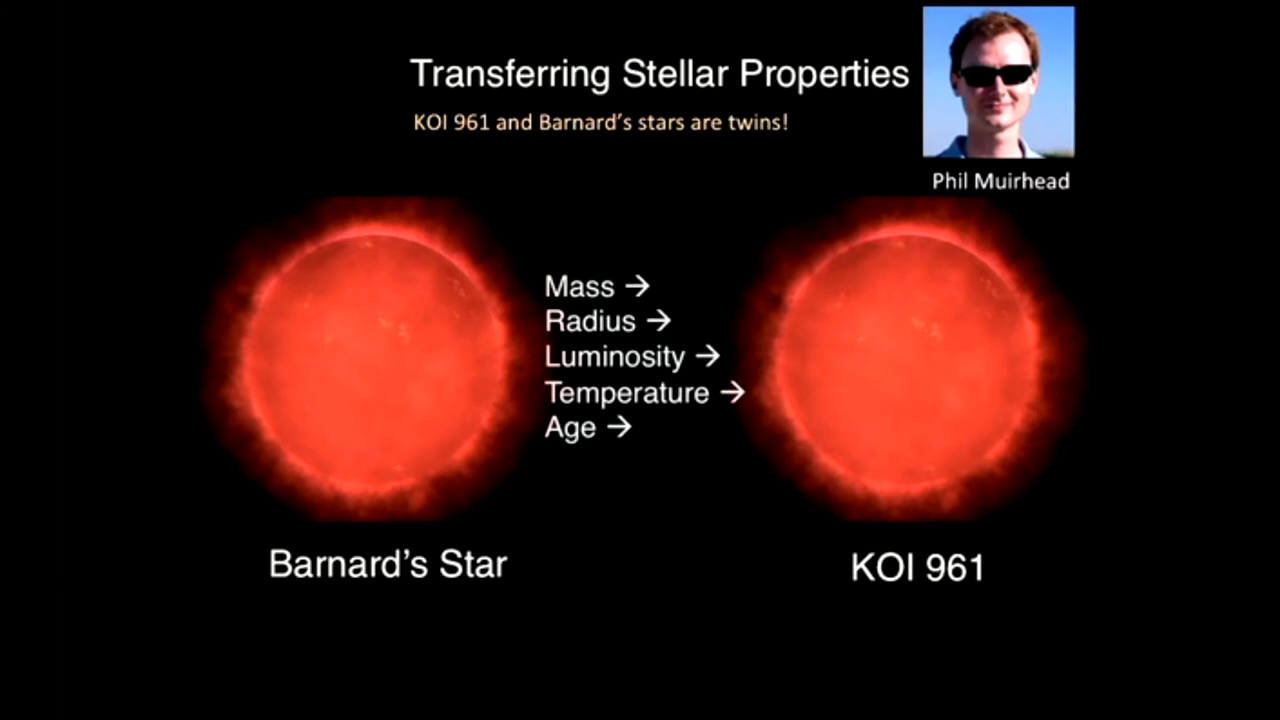 Transferring Stellar Properties
KOI 961 and Barnard's stars are twins!
Phil Muirhead
Mass →
Radius →
Luminosity →
Temperature →
Age →
Barnard's Star
KOI 961